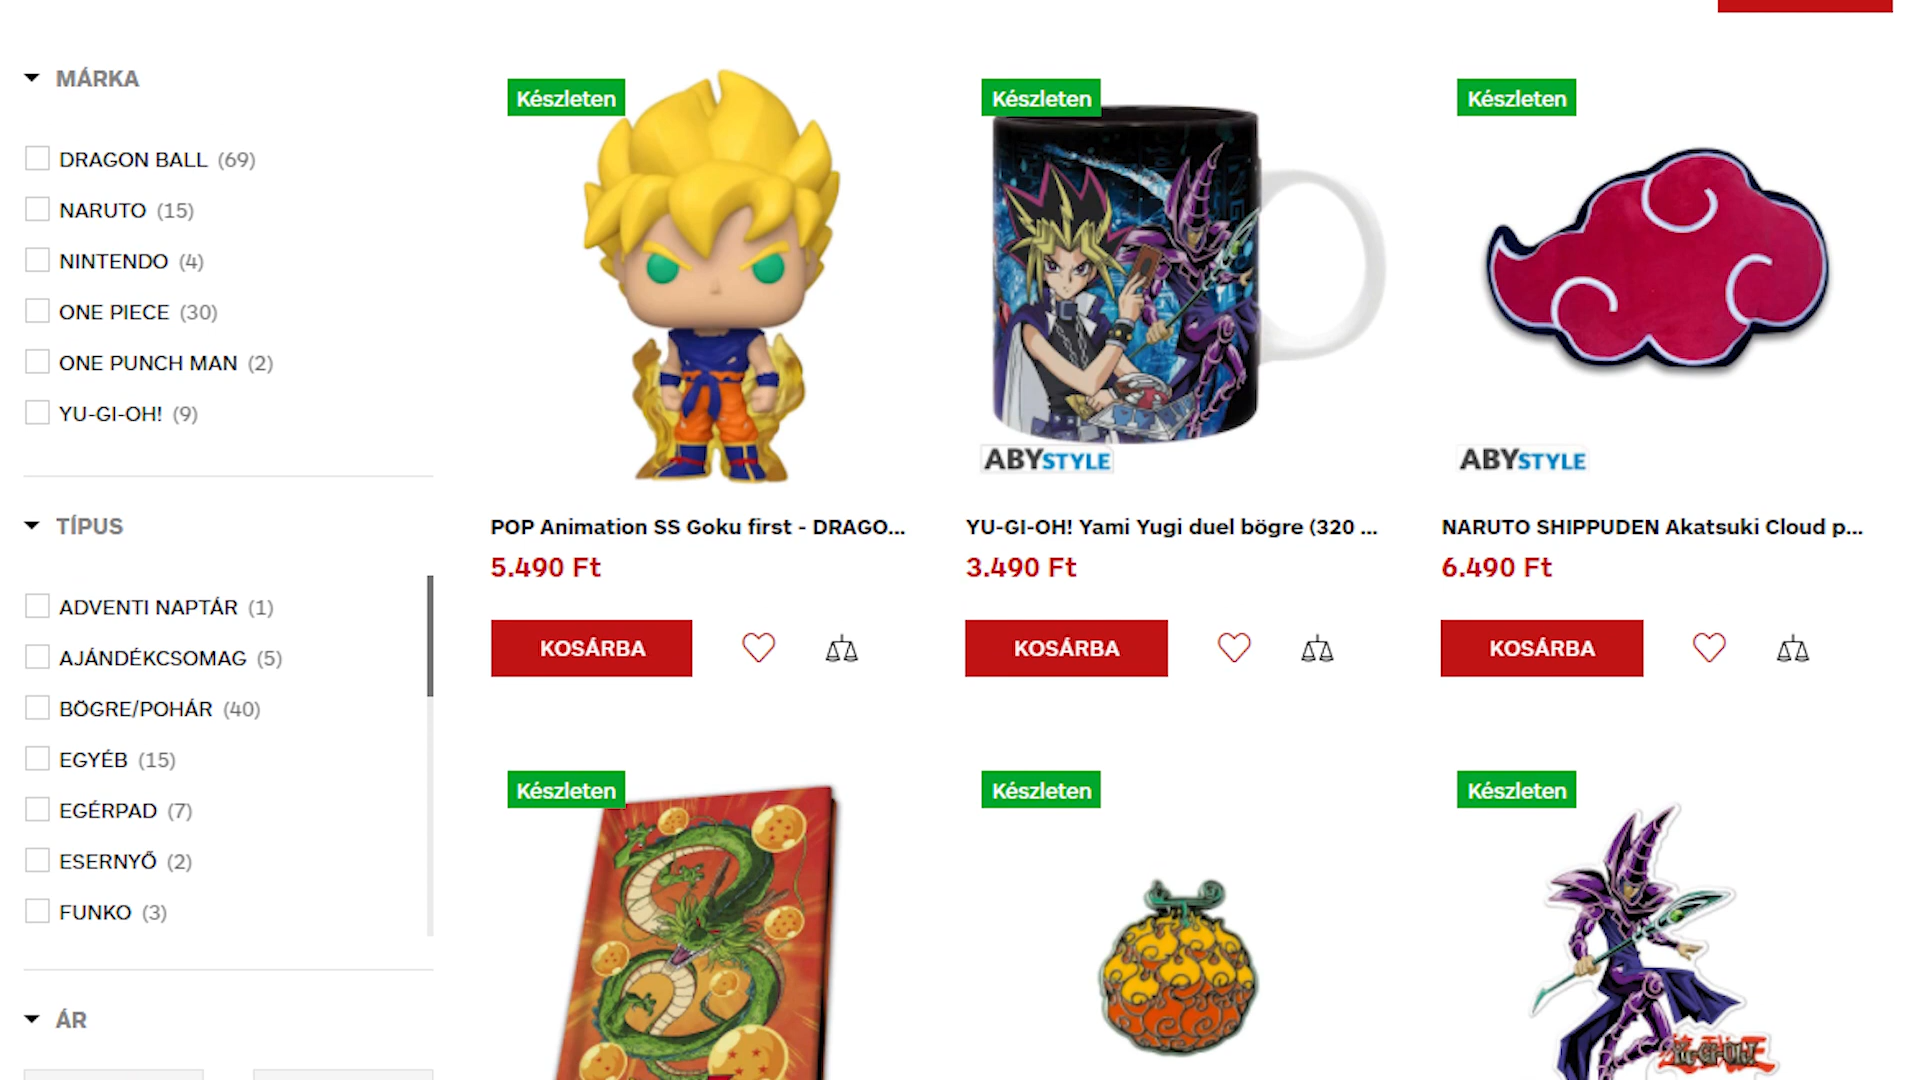 MÁRKA
DRAGON BALL (69)
NARUTO (15)
NINTENDO (4)
ONE PIECE (30)
ONE PUNCH MAN (2)
YU-GI-OH! (9)
TÍPUS
ADVENTI NAPTÁR (1)
AJÁNDÉKCSOMAG (5)
BÖGRE/POHÁR (40)
EGYÉB (15)
EGÉRPAD (7)
ESERNYŐ (2)
FUNKO (3)
ÁR
Készleten
POP Animation SS Goku first - DRAGO...
5.490 Ft
KOSÁRBA
Készleten
ABYSTYLE
YU-GI-OH! Yami Yugi duel bögre (320 ...
3.490 Ft
KOSÁRBA
Készleten
ABYSTYLE
NARUTO SHIPPUDEN Akatsuki Cloud p...
6.490 Ft
KOSÁRBA
Készleten
Készleten
Készleten
YU-GI-OH!